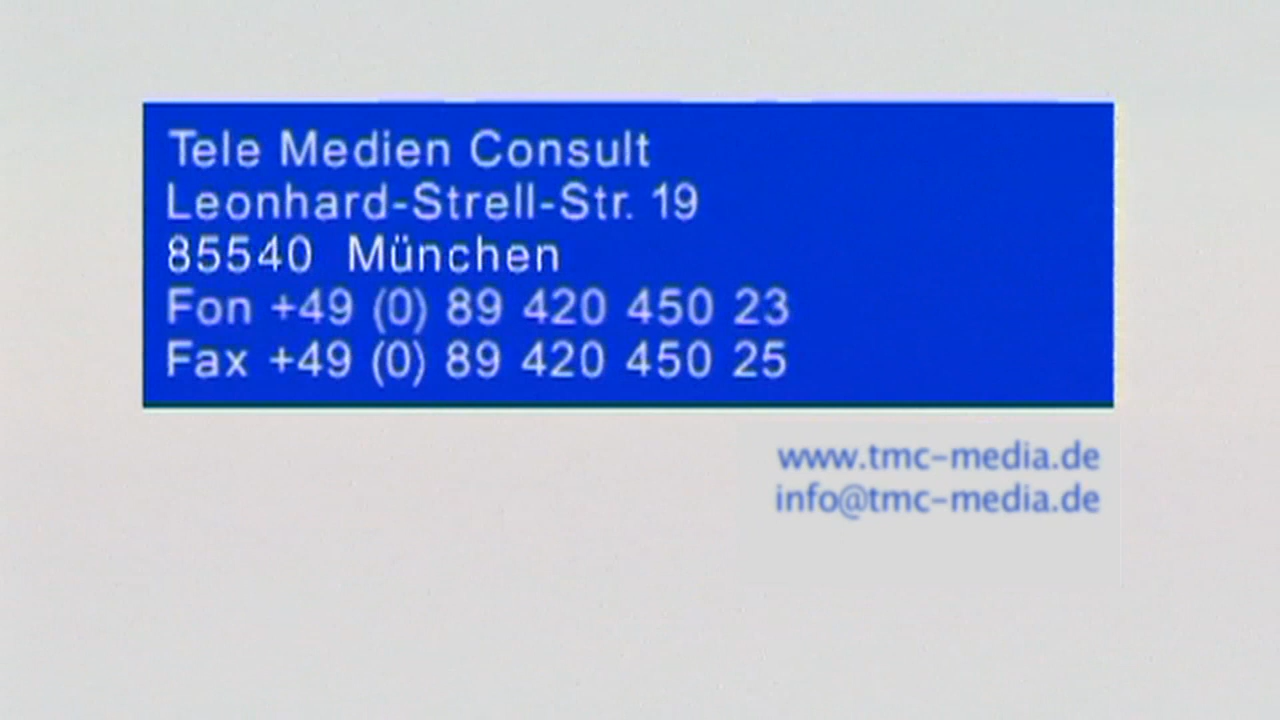 Tele Medien Consult
Leonhard-Strell-Str. 19
85540 München
Fon +49 (0) 89 420 450 23
Fax +49 (0) 89 420 450 25
www.tmc-media.de
info@tmc-media.de